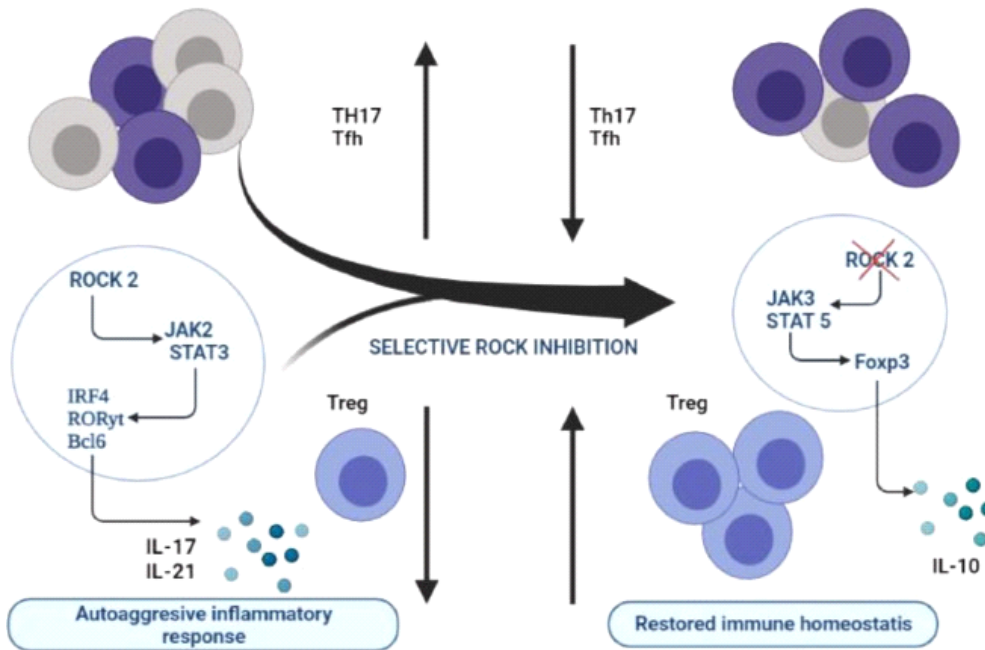 TH17
Tfh
Th17
Tfh
ROCK 2
JAK2
STAT3
IRF4
RORyt
Bcl6
IL-17
IL-21
SELECTIVE ROCK INHIBITION
Treg
Treg
ROCK 2
JAK3
STAT 5
Foxp3
IL-10
Autoaggresive inflammatory
response
Restored immune homeostatis